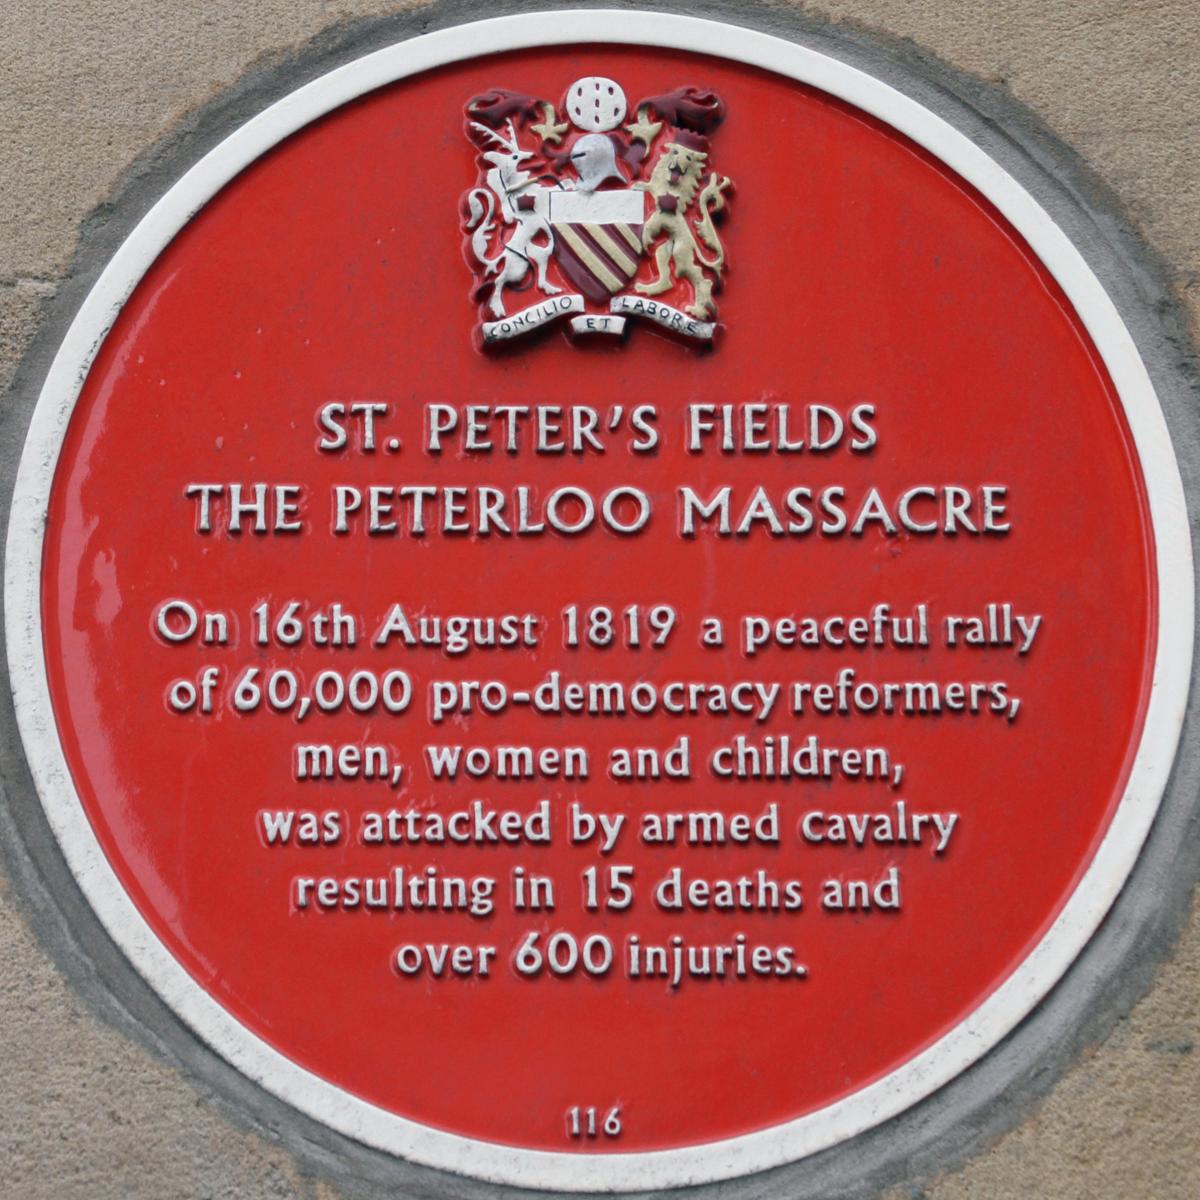 CONCILIO ET LABORE
ST. PETER'S FIELDS
THE PETERLOO MASSACRE
On 16th August 1819 a peaceful rally
of 60,000 pro-democracy reformers,
men, women and children,
was attacked by armed cavalry
resulting in 15 deaths and
over 600 injuries.
116